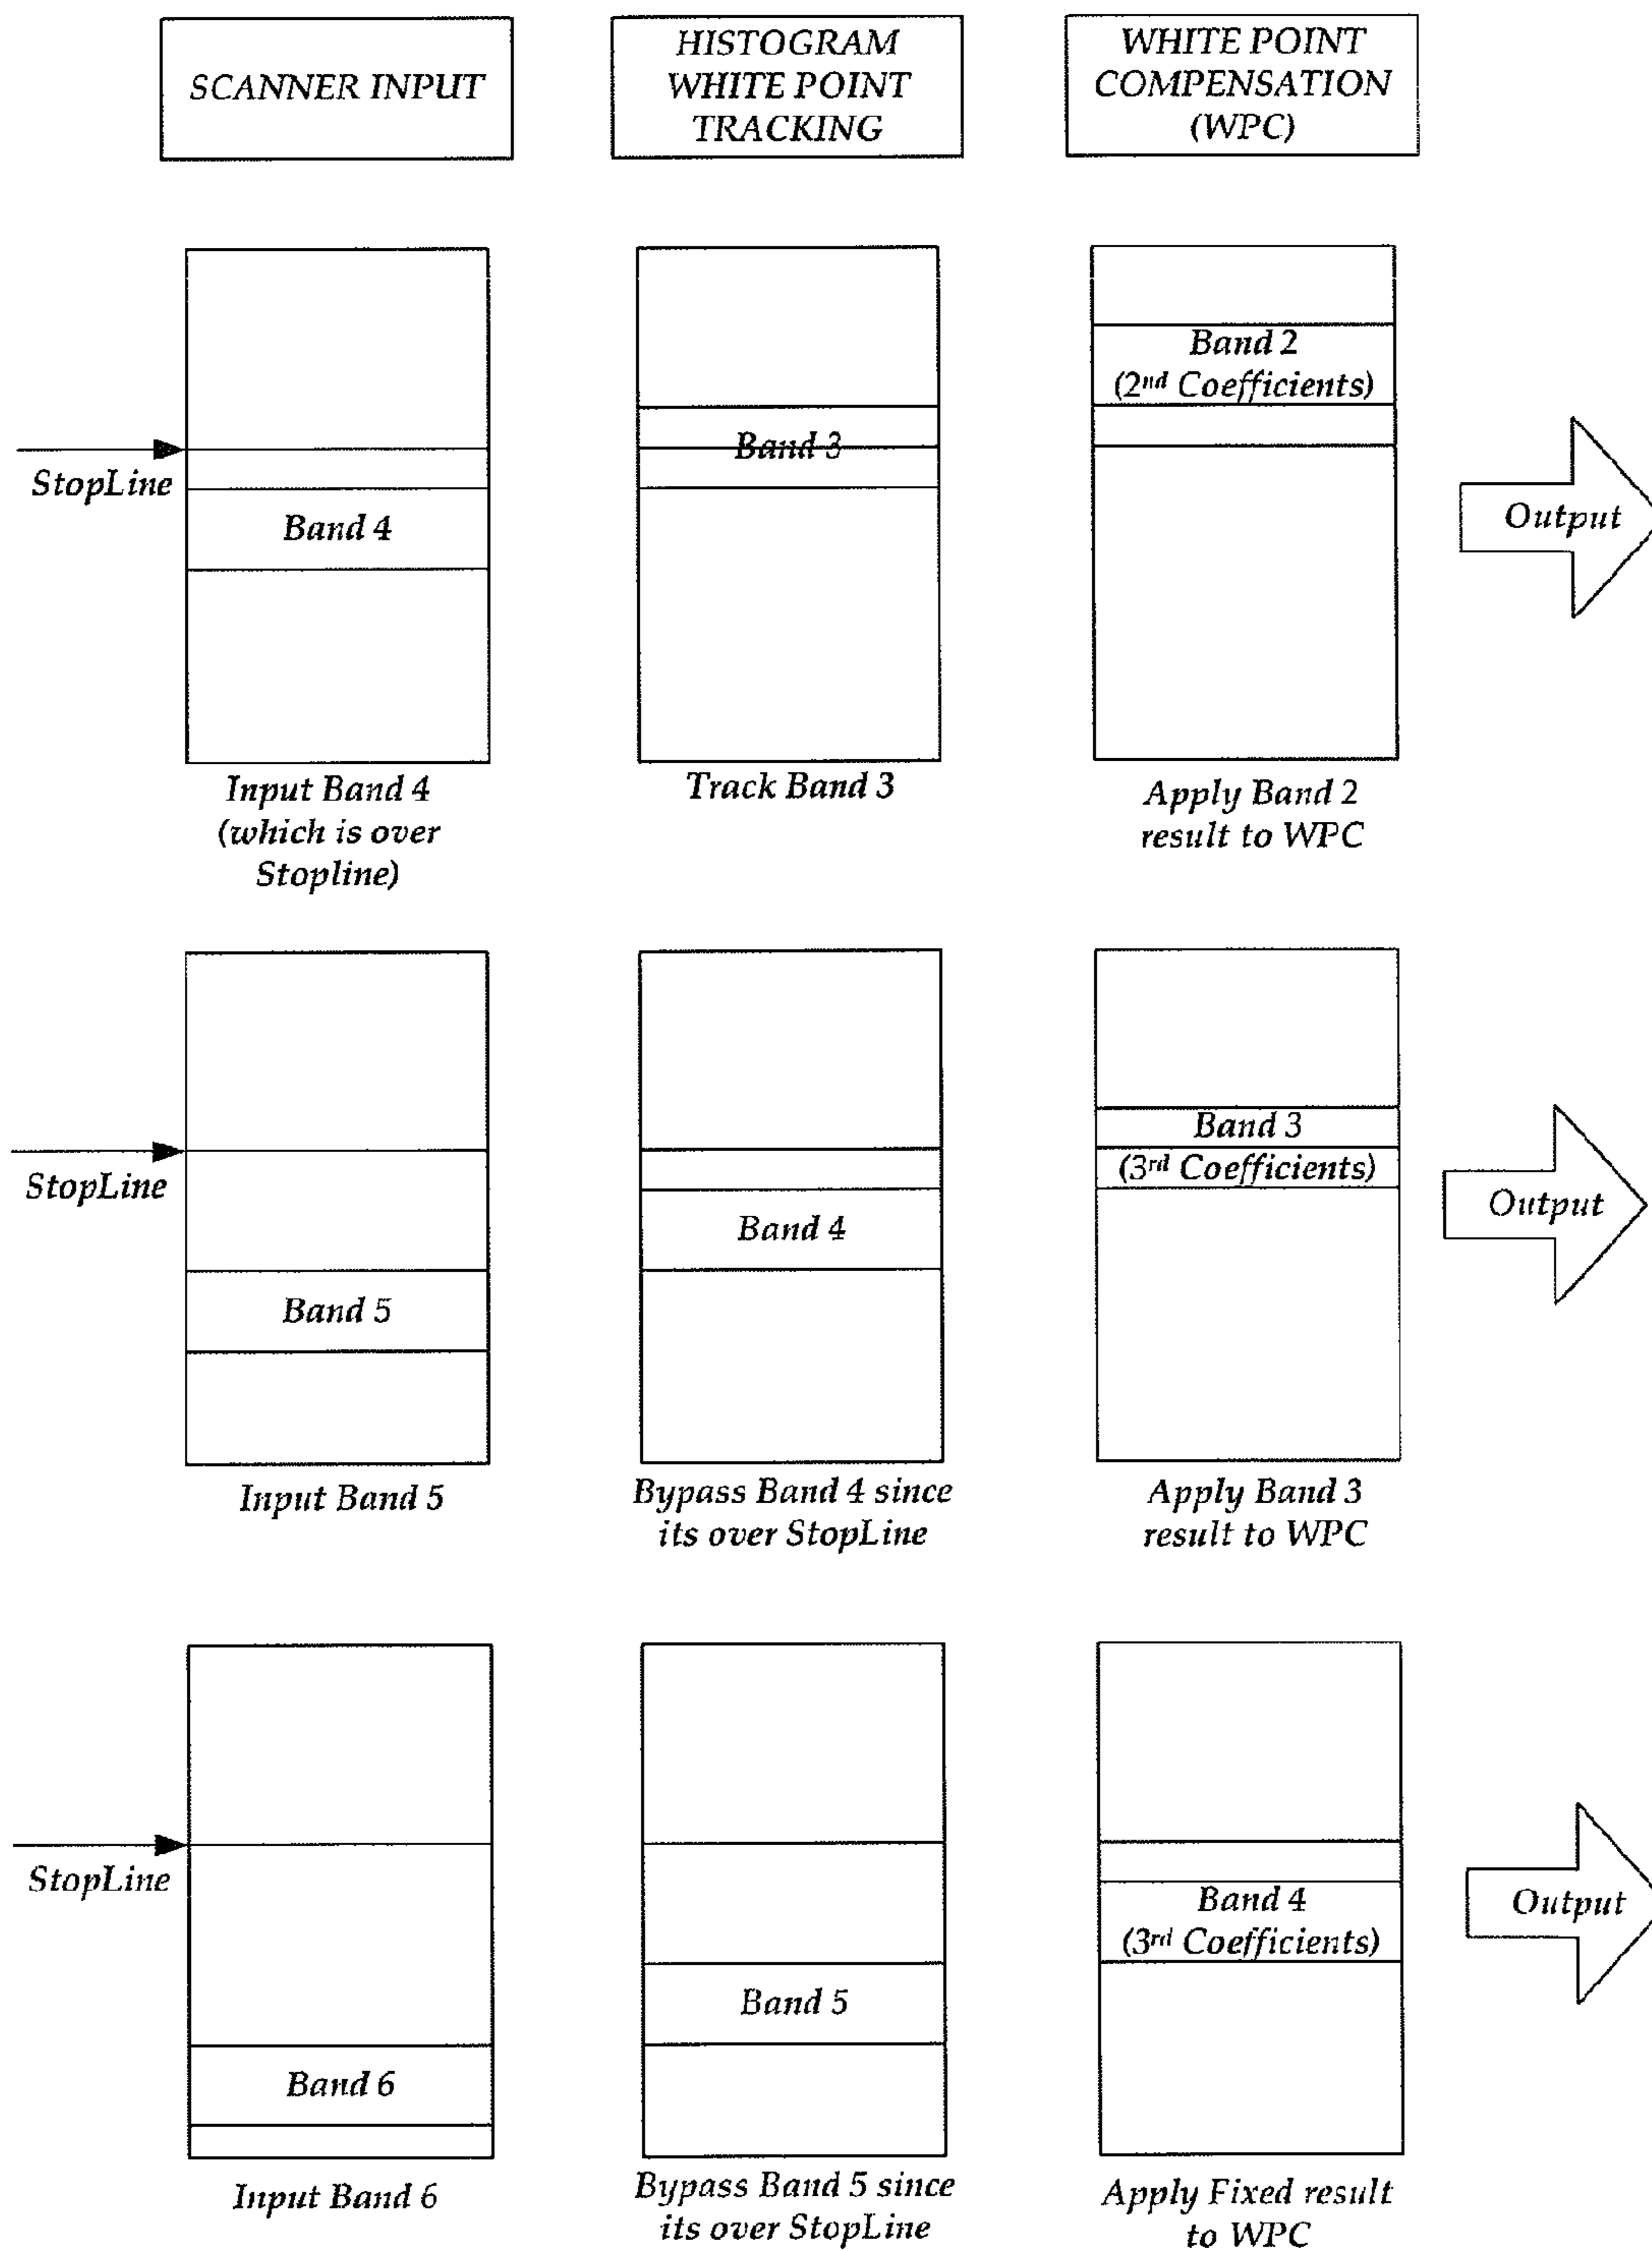 SCANNER INPUT
HISTOGRAM
WHITE POINT
TRACKING
WHITE POINT
COMPENSATION
(WPC)
StopLine
Band 4
Band 3
Band 2
(2nd Coefficients)
Output
Input Band 4
(which is over
Stopline)
Track Band 3
Apply Band 2
result to WPC
StopLine
Band 5
Band 4
Band 3
(3rd Coefficients)
Output
Input Band 5
Bypass Band 4 since
its over StopLine
Apply Band 3
result to WPC
StopLine
Band 6
Band 5
Band 4
(3rd Coefficients)
Output
Input Band 6
Bypass Band 5 since
its over StopLine
Apply Fixed result
to WPC